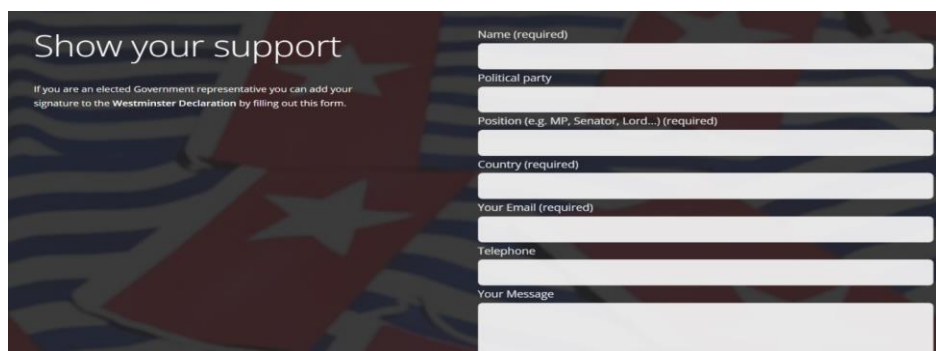 Show your support
If you are an elected Government representative you can add your
signature to the Westminster Declaration by filling out this form.
Name (required)
Political party
Position (e.g. MP, Senator, Lord...) (required)
Country (required)
Your Email (required)
Telephone
Your Message